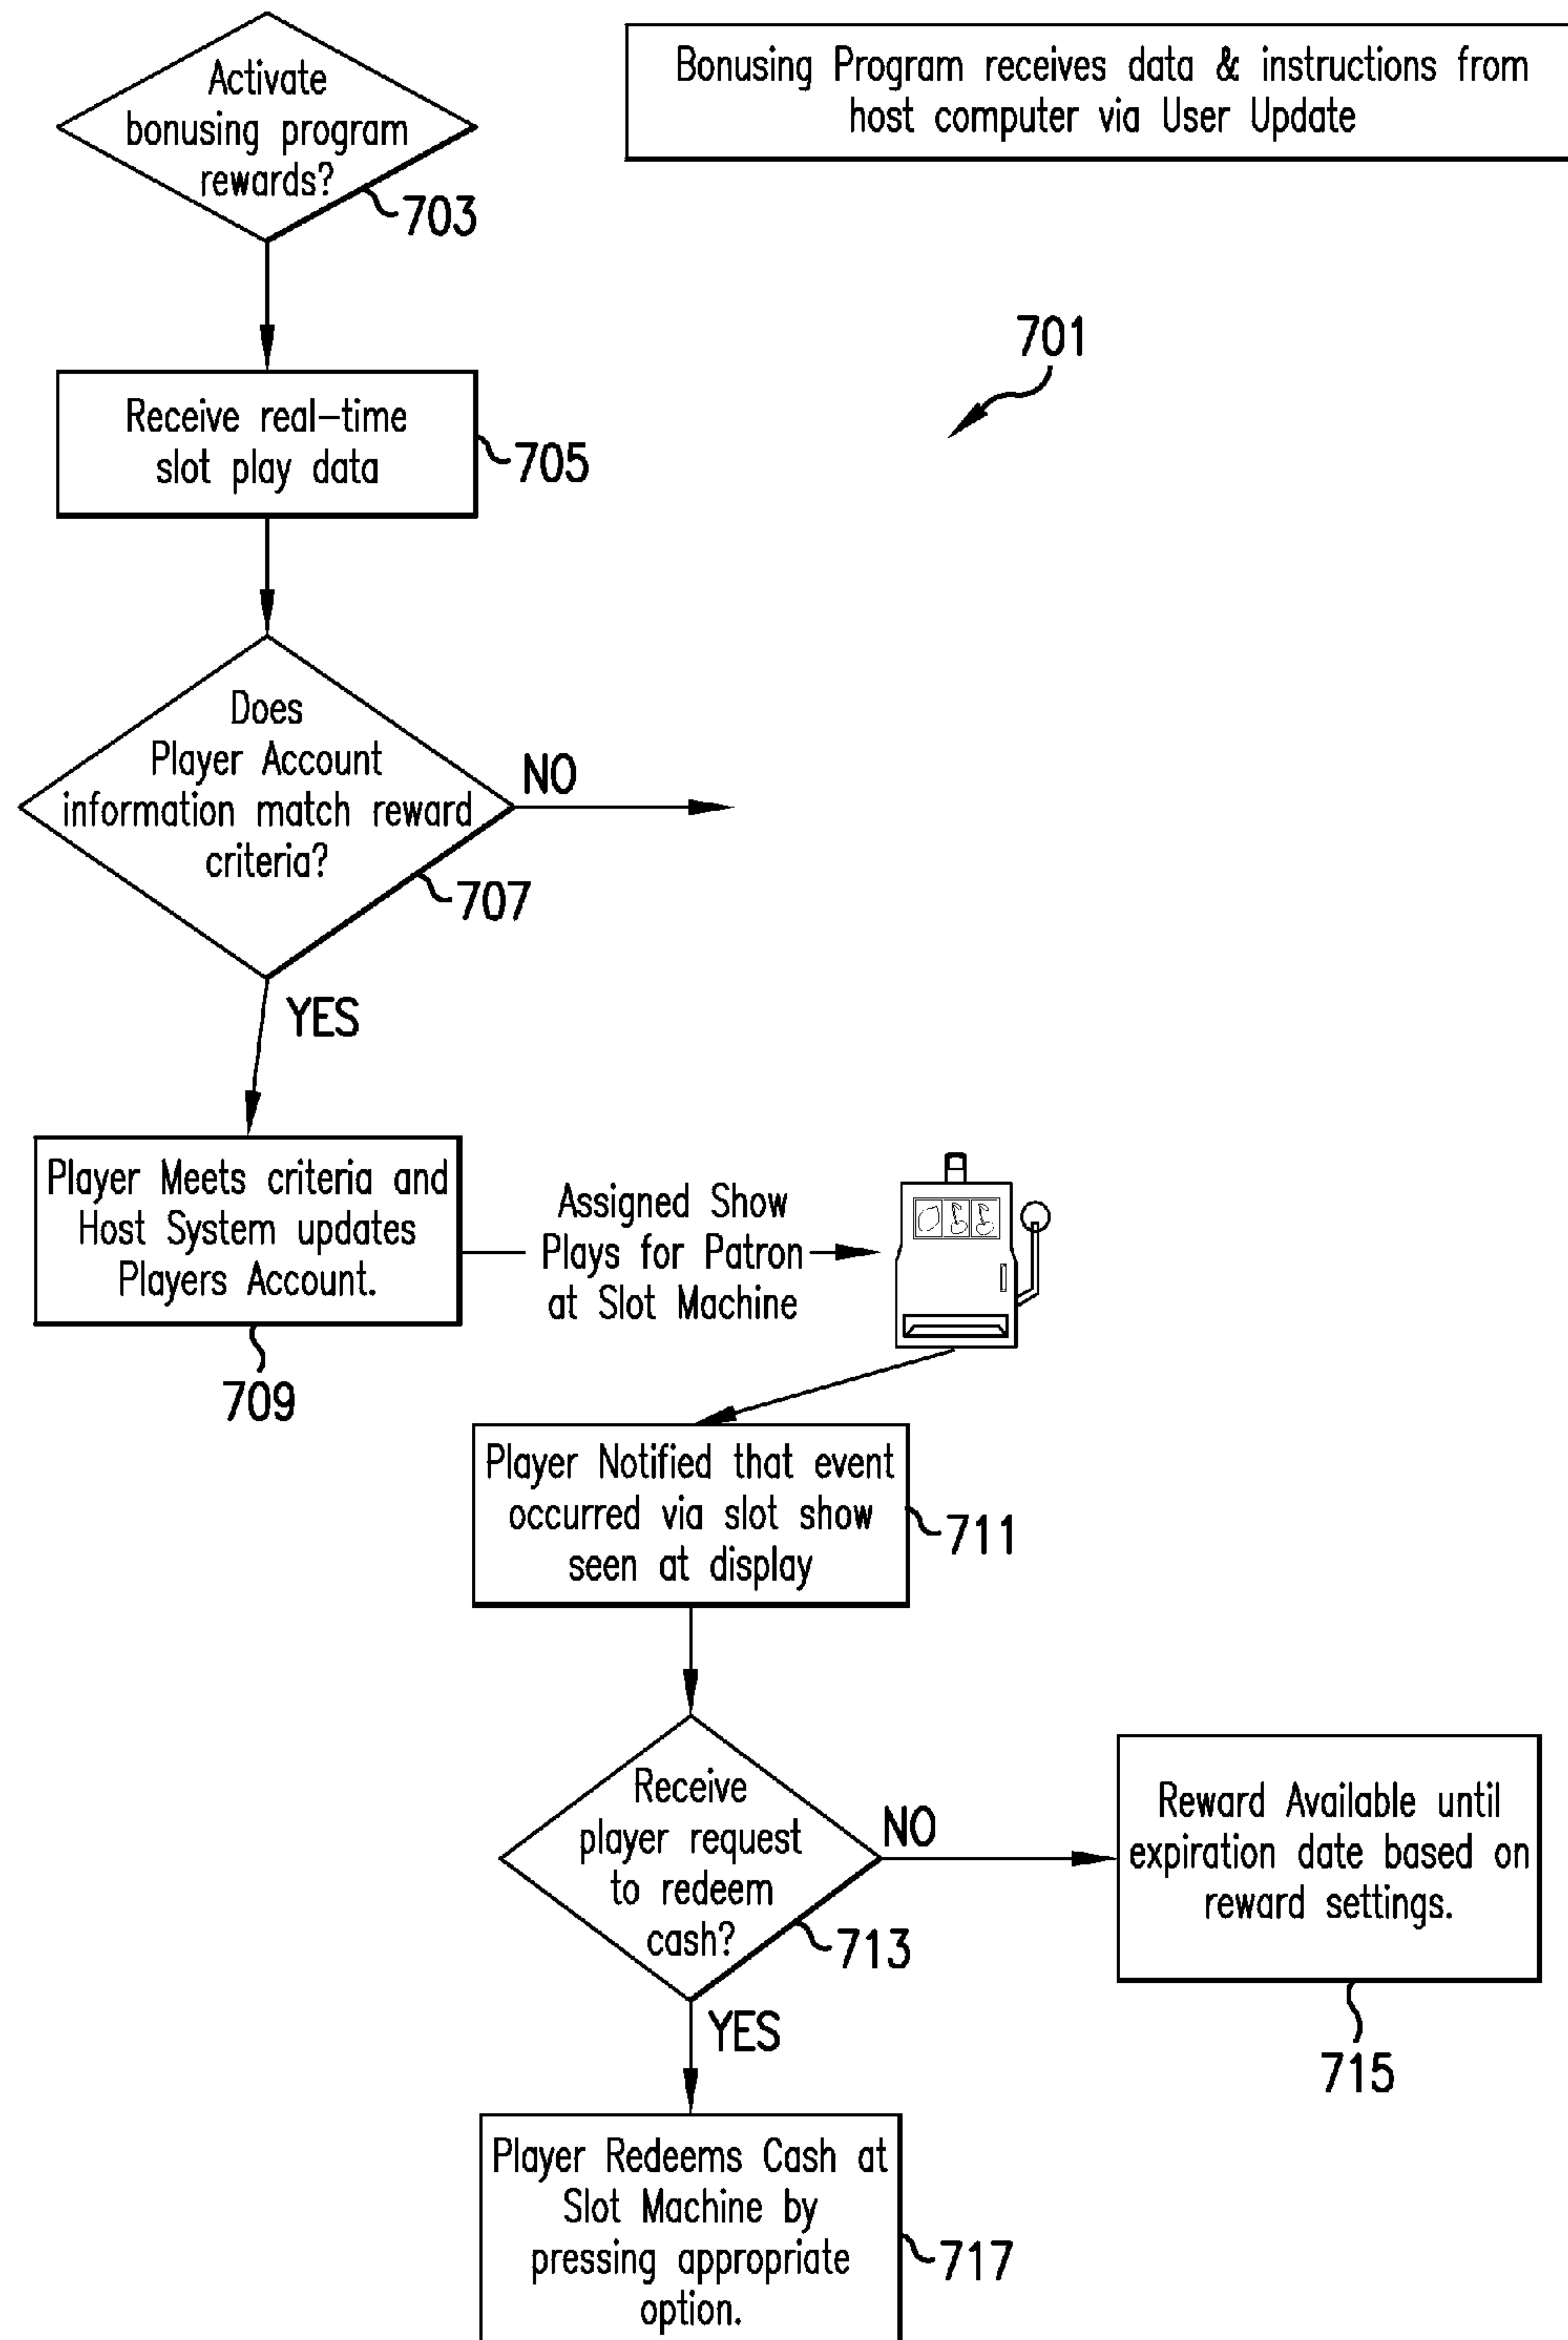 Activate
bonusing program
rewards?
703
Bonusing Program receives data & instructions from
host computer via User Update
701
Receive real-time
slot play data
705
Does
Player Account
information match reward
criteria?
NO
707
YES
Player Meets criteria and
Host System updates
Players Account.
709
Assigned Show
Plays for Patron
at Slot Machine
Player Notified that event
occurred via slot show
seen at display
711
Receive
player request
to redeem
cash?
NO
713
YES
Reward Available until
expiration date based on
reward settings.
715
Player Redeems Cash at
Slot Machine by
pressing appropriate
option.
717